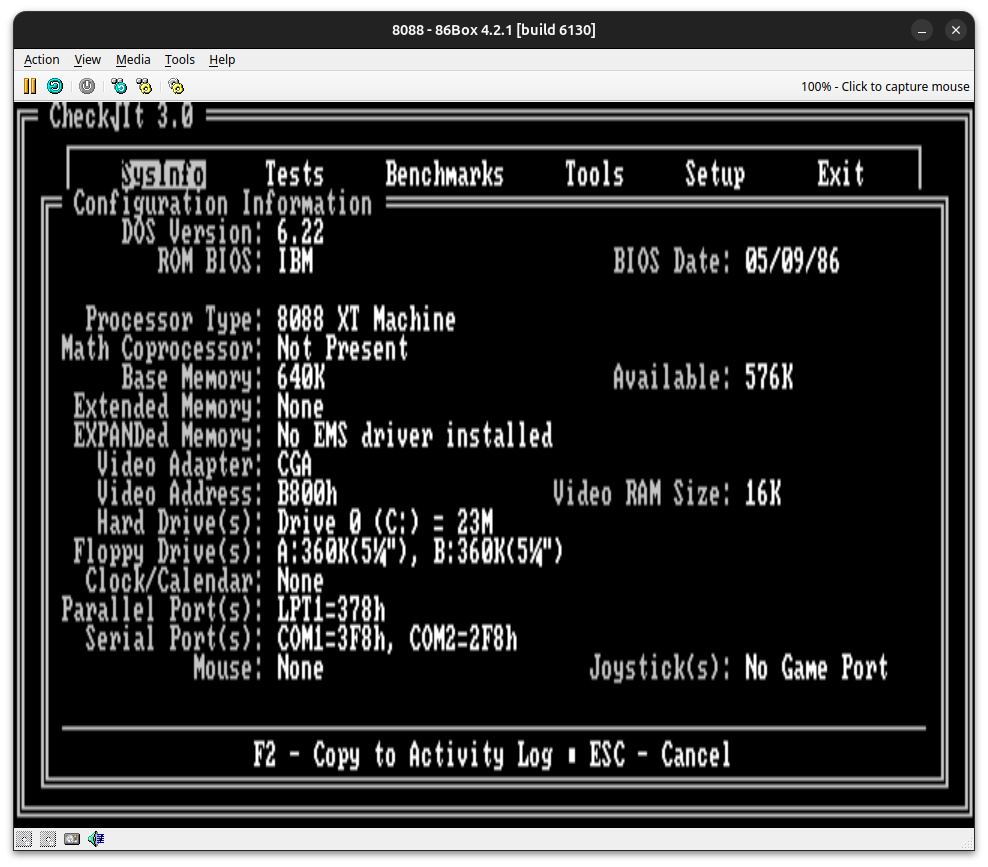 8088 - 86Box 4.2.1 [build 6130]
Action View Media Tools Help
100% - Click to capture mouse
Check√It 3.0
SysInfo Tests Benchmarks Tools Setup Exit
Configuration Information
DOS Version: 6.22
ROM BIOS: IBM BIOS Date: 05/09/86
Processor Type: 8088 XT Machine
Math Coprocessor: Not Present
Base Memory: 640K Available: 576K
Extended Memory: None
EXPANDed Memory: No EMS driver installed
Video Adapter: CGA
Video Address: B800h Video RAM Size: 16K
Hard Drive(s): Drive 0 (C:) = 23M
Floppy Drive(s): A:360K(5¼"), B:360K(5¼")
Clock/Calendar: None
Parallel Port(s): LPT1=378h
Serial Port(s): COM1=3F8h, COM2=2F8h
Mouse: None Joystick(s): No Game Port
F2 - Copy to Activity Log ▪ ESC - Cancel